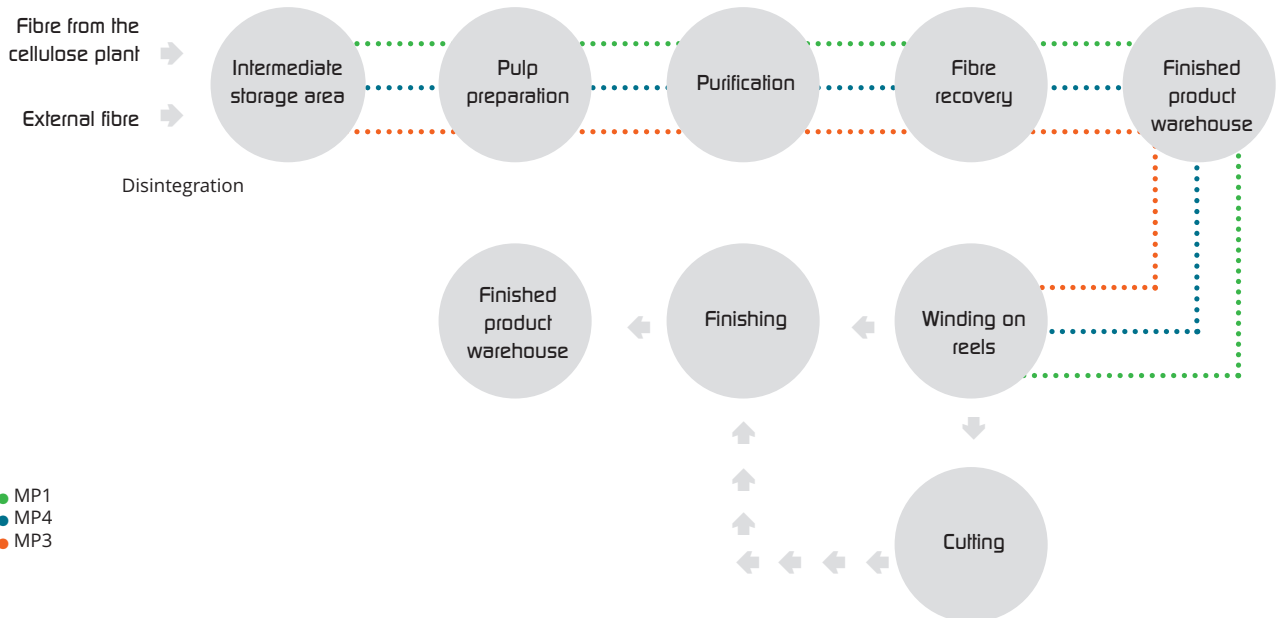 Fibre from the
cellulose plant
External fibre
Intermediate
storage area
Pulp
preparation
Purification
Fibre
recovery
Finished
product
warehouse
Disintegration
Finished
product
warehouse
Finishing
Winding on
reels
Cutting
MP1
MP4
MP3